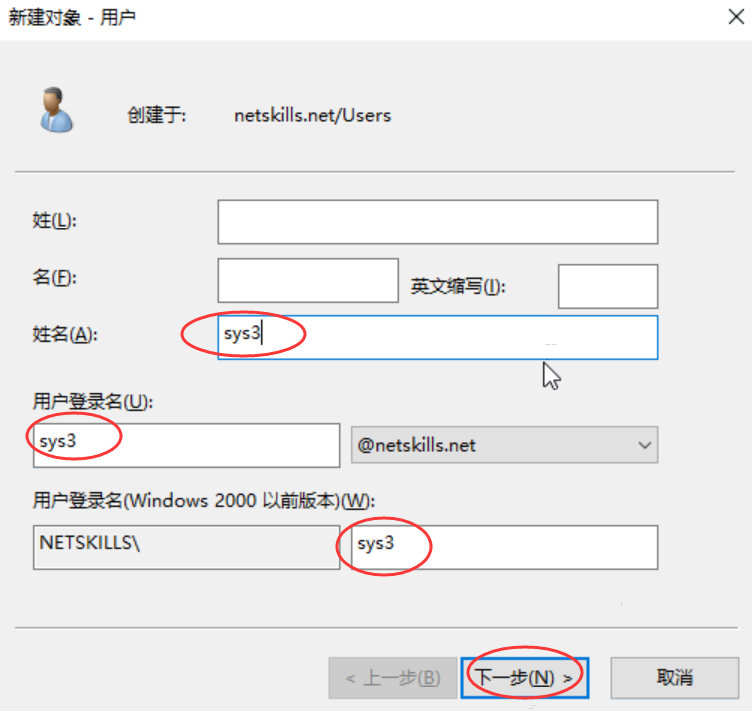 新建对象 - 用户
创建于: netskills.net/Users
姓(L):
名(F): 英文缩写(I):
姓名(A): sys3
用户登录名(U):
sys3 @netskills.net
用户登录名(Windows 2000 以前版本)(W):
NETSKILLS\ sys3
< 上一步(B) 下一步(N) > 取消